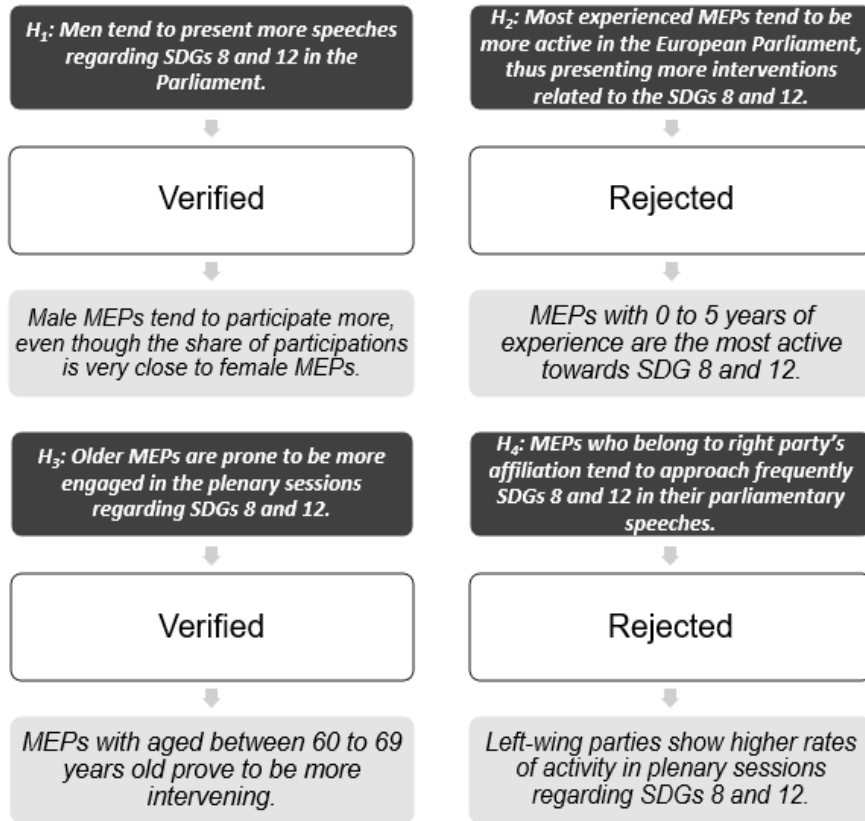 H1: Men tend to present more speeches
regarding SDGs 8 and 12 in the
Parliament.
Verified
Male MEPs tend to participate more,
even though the share of participations
is very close to female MEPs.
H2: Most experienced MEPs tend to be
more active in the European Parliament,
thus presenting more interventions
related to the SDGs 8 and 12.
Rejected
MEPs with 0 to 5 years of
experience are the most active
towards SDG 8 and 12.
H3: Older MEPs are prone to be more
engaged in the plenary sessions
regarding SDGs 8 and 12.
Verified
MEPs with aged between 60 to 69
years old prove to be more
intervening.
H4: MEPs who belong to right party's
affiliation tend to approach frequently
SDGs 8 and 12 in their parliamentary
speeches.
Rejected
Left-wing parties show higher rates
of activity in plenary sessions
regarding SDGs 8 and 12.